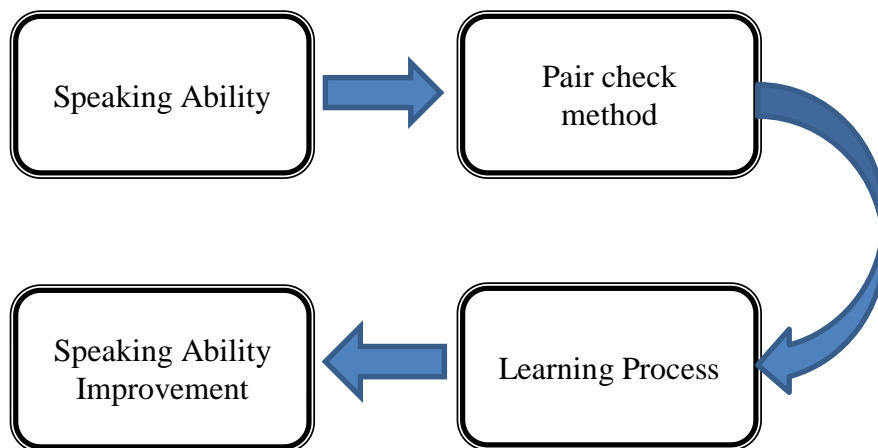 Speaking Ability
Pair check
method
Learning Process
Speaking Ability
Improvement